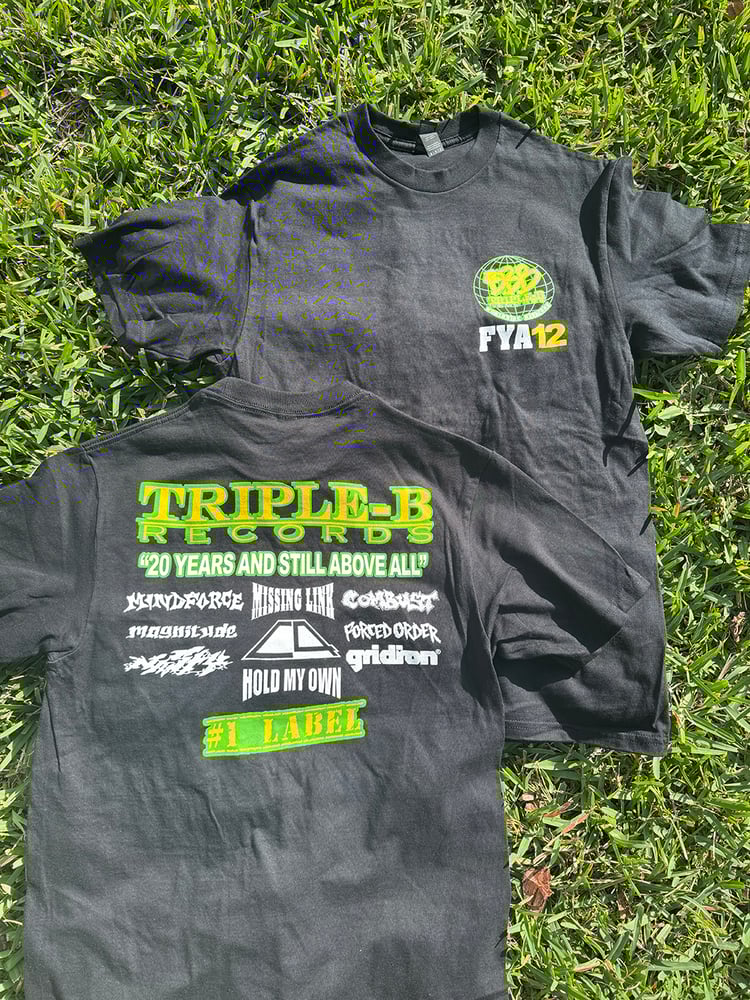 BBB
FYA12
TRIPLE-B
RECORDS
"20 YEARS AND STILL ABOVE ALL"
MINDFORCE MISSING LINK COMBUST
magnitude FORCED ORDER
gridiron®
HOLD MY OWN
#1 LABEL